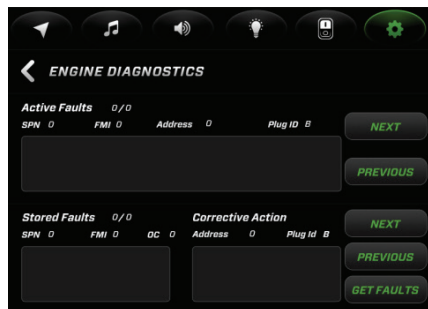 ENGINE DIAGNOSTICS
Active Faults 0/0
SPN 0 FMI 0 Address 0 Plug ID B
NEXT
PREVIOUS
Stored Faults 0/0 Corrective Action
SPN 0 FMI 0 OC 0 Address 0 Plug Id B
NEXT
PREVIOUS
GET FAULTS